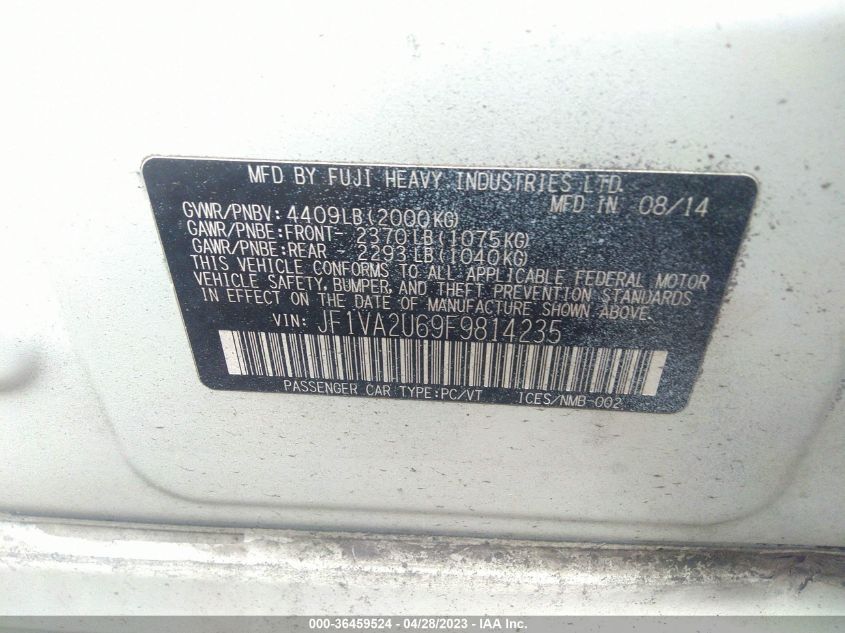 MFD BY FUJI HEAVY INDUSTRIES LTD.
MFD IN 08/14
GVWR/PNBV: 4409LB(2000KG)
GAWR/PNBE:FRONT- 2370LB(1075KG)
GAWR/PNBE:REAR 2293LB(1040KG)
THIS VEHICLE CONFORMS TO ALL APPLICABLE FEDERAL MOTOR
VEHICLE SAFETY, BUMPER, AND THEFT PREVENTION STANDARDS
IN EFFECT ON THE DATE OF MANUFACTURE SHOWN ABOVE.
VIN: JF1VA2U69F9814235
PASSENGER CAR TYPE:PC/VT ICES/NMB-002
000-36459524 - 04/28/2023 - IAA Inc.